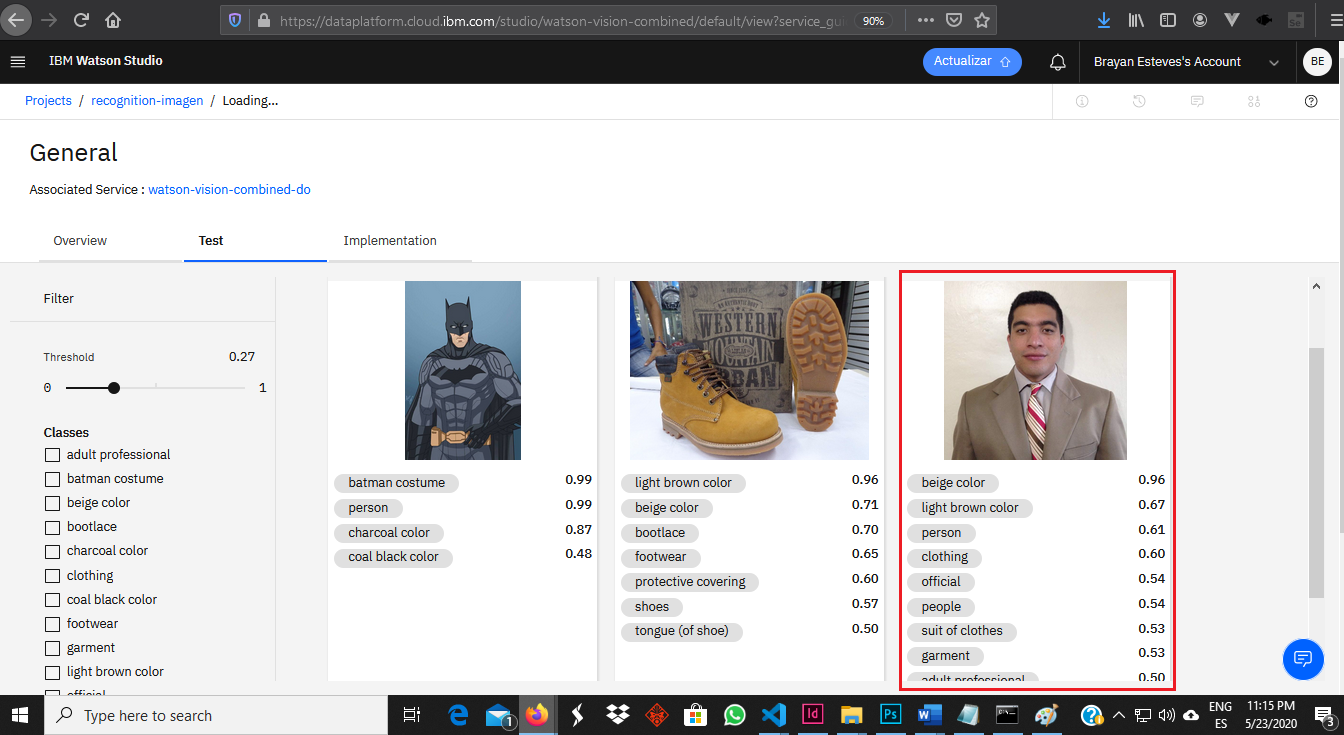 https://dataplatform.cloud.ibm.com/studio/watson-vision-combined/default/view?service_gui
90%
IBM Watson Studio
Actualizar
Brayan Esteves's Account
BE
Projects / recognition-imagen / Loading...
General
Associated Service : watson-vision-combined-do
Overview
Test
Implementation
Filter
Threshold 0.27
0 1
Classes
adult professional
batman costume
beige color
bootlace
charcoal color
clothing
coal black color
footwear
garment
light brown color
official
batman costume 0.99
person 0.99
charcoal color 0.87
coal black color 0.48
WESTERN
MOUNTAIN
URBAN
light brown color 0.96
beige color 0.71
bootlace 0.70
footwear 0.65
protective covering 0.60
shoes 0.57
tongue (of shoe) 0.50
beige color 0.96
light brown color 0.67
person 0.61
clothing 0.60
official 0.54
people 0.54
suit of clothes 0.53
garment 0.53
adult professional 0.50
Type here to search
1
ENG
ES
11:15 PM
5/23/2020
3